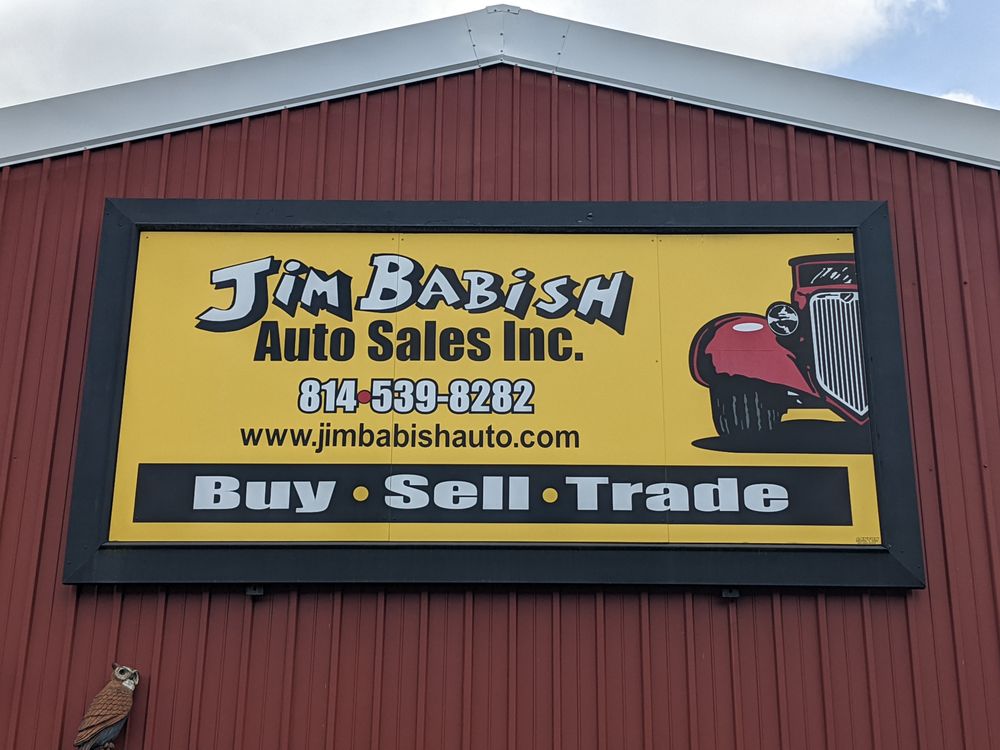 Jim Babish
Auto Sales Inc.
814•539-8282
www.jimbabishauto.com
Buy • Sell • Trade